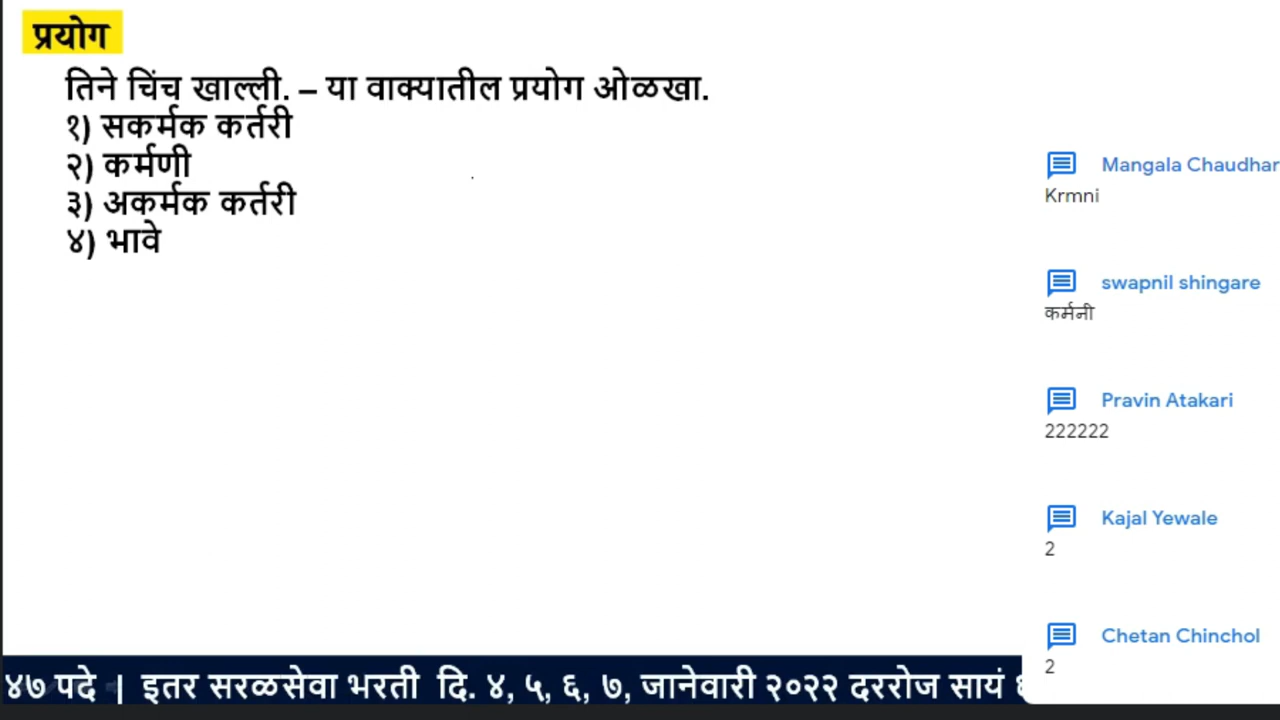 प्रयोग
तिने चिंच खाल्ली. – या वाक्यातील प्रयोग ओळखा.
१) सकर्मक कर्तरी
२) कर्मणी
३) अकर्मक कर्तरी
४) भावे
Mangala Chaudhar
Krmni
swapnil shingare
कर्मनी
Pravin Atakari
222222
Kajal Yewale
2
Chetan Chinchol
2
४७ पदे | इतर सरळसेवा भरती दि. ४, ५, ६, ७, जानेवारी २०२२ दररोज सायं